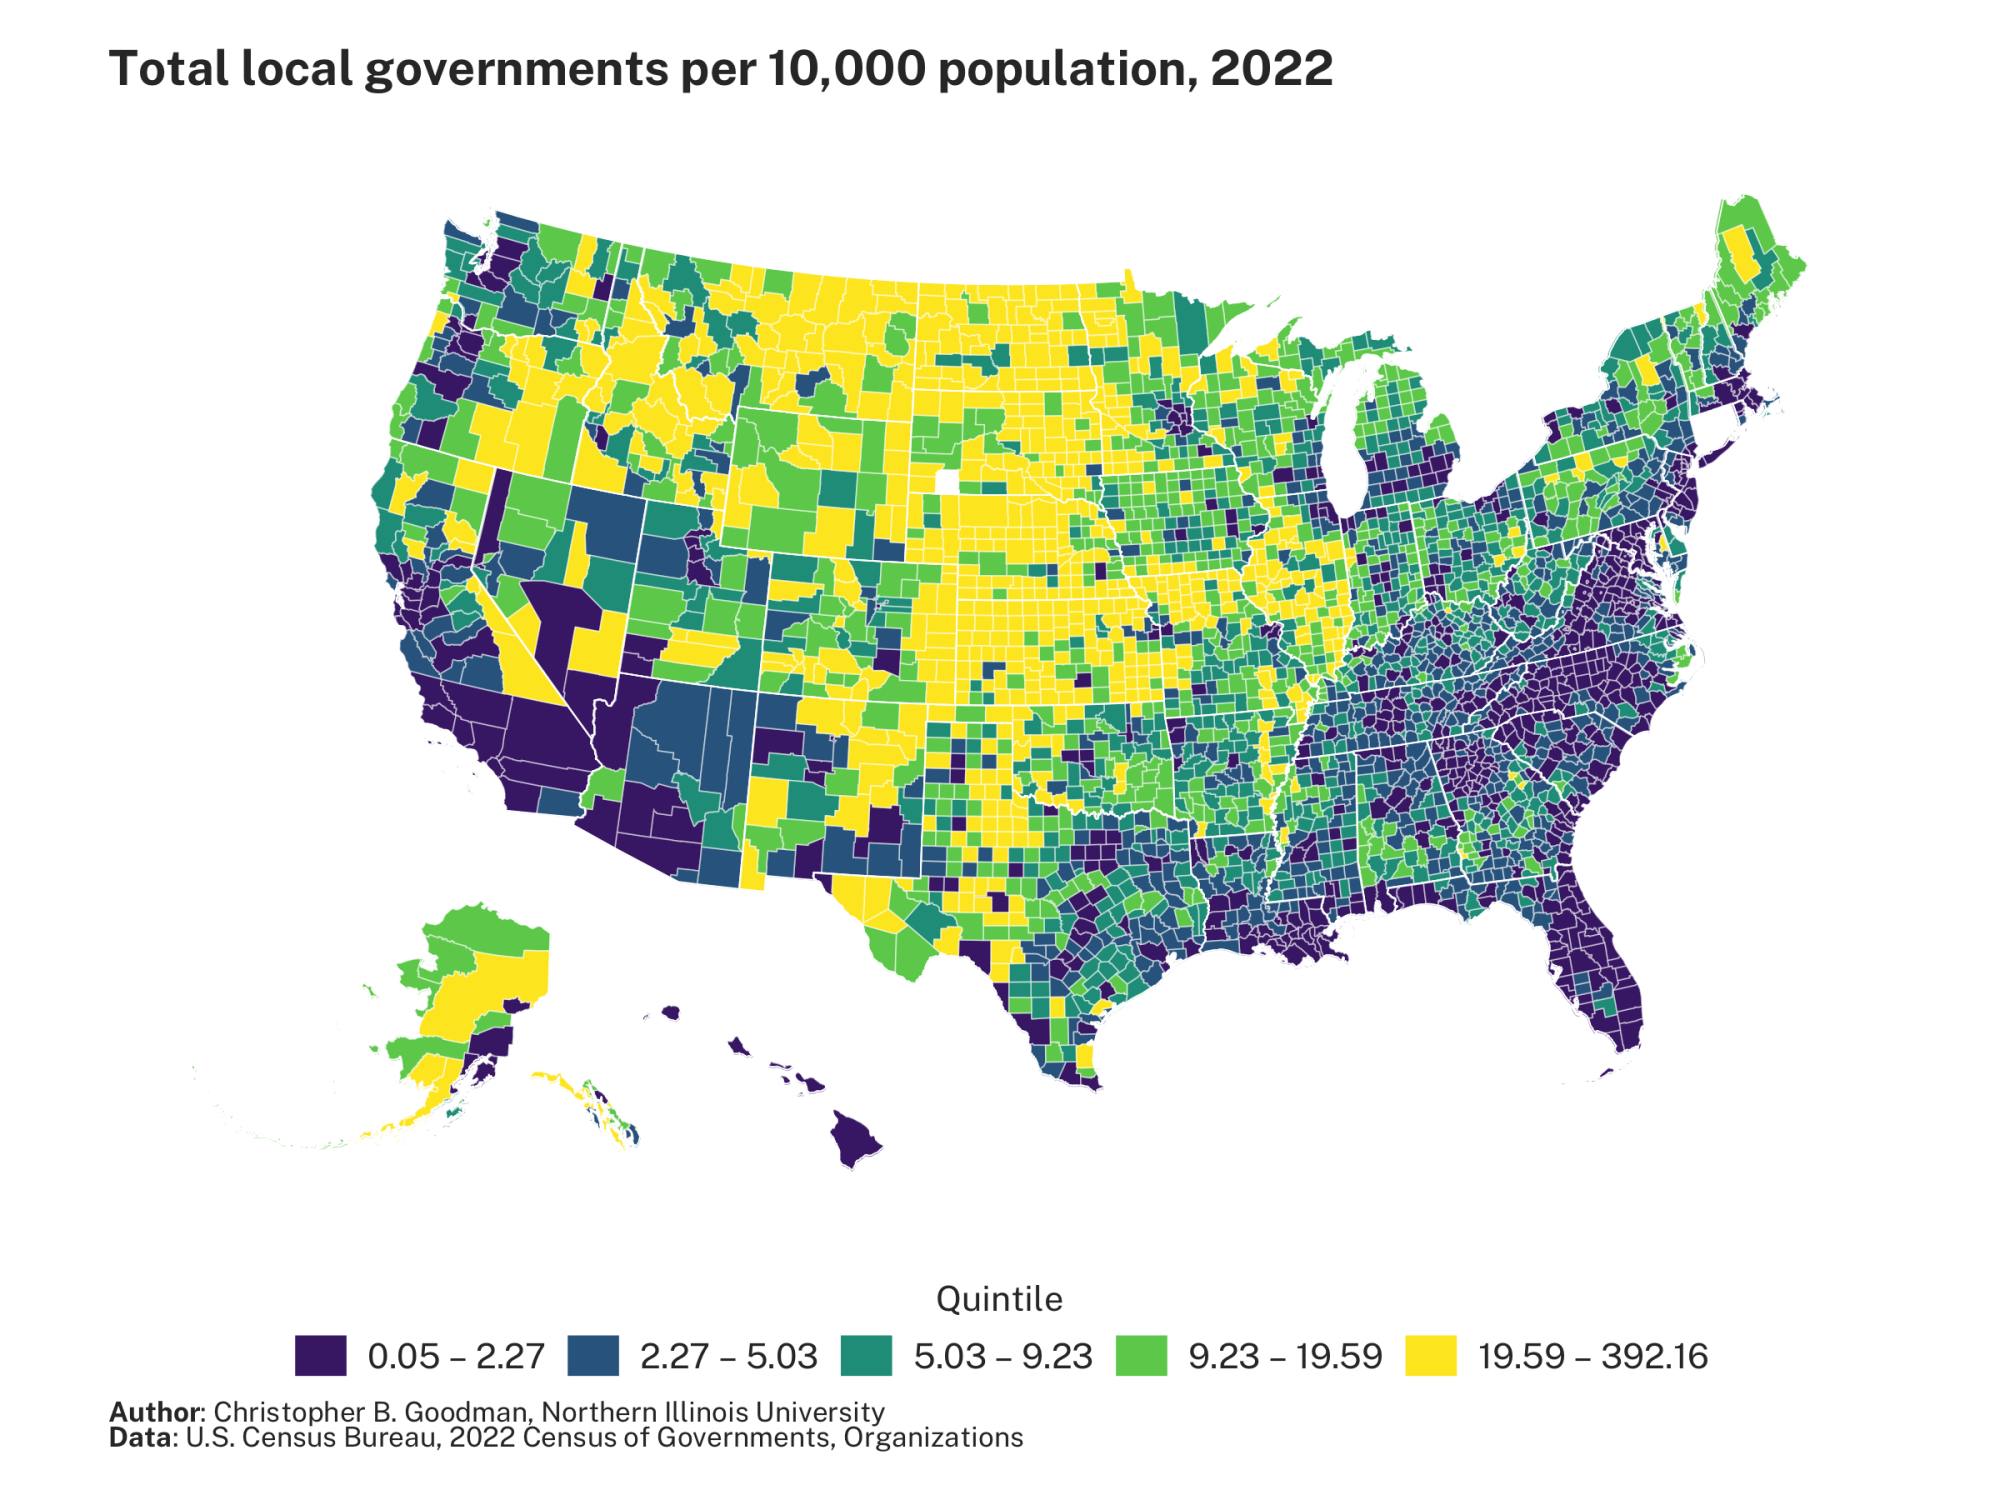 Total local governments per 10,000 population, 2022
Quintile
0.05 – 2.27 2.27 – 5.03 5.03 – 9.23 9.23 – 19.59 19.59 – 392.16
Author: Christopher B. Goodman, Northern Illinois University
Data: U.S. Census Bureau, 2022 Census of Governments, Organizations